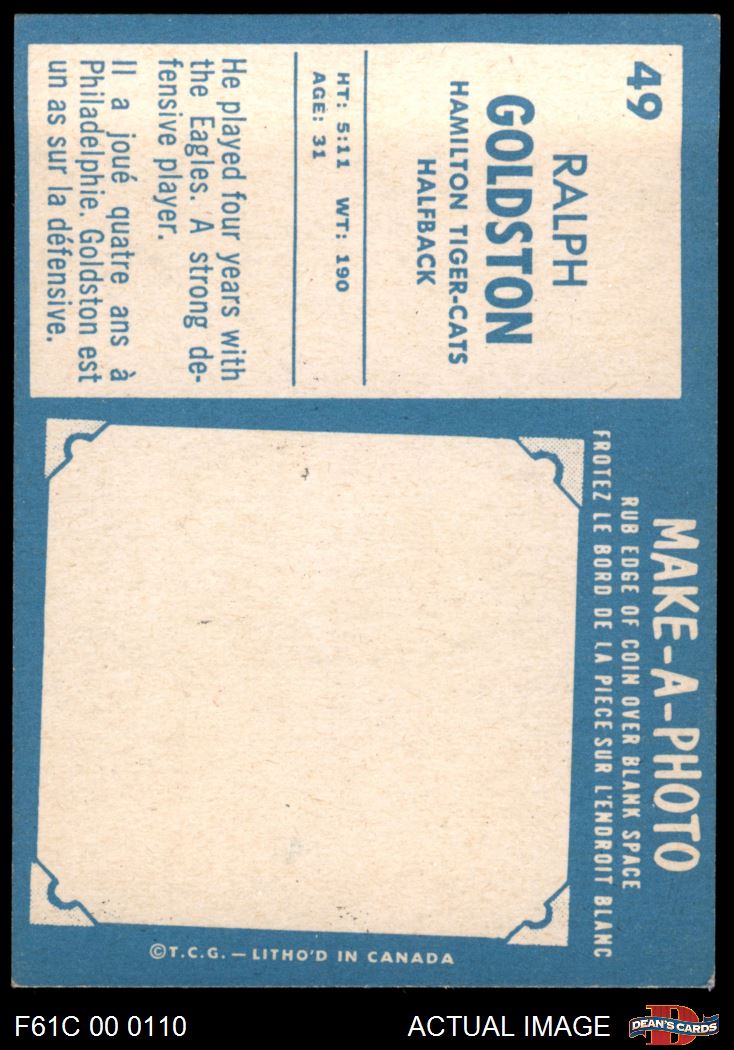 49
RALPH
GOLDSTON
HAMILTON TIGER-CATS
HALFBACK
HT: 5:11 WT: 190
AGE: 31
He played four years with
the Eagles. A strong de-
fensive player.
Il a joué quatre ans à
Philadelphie. Goldston est
un as sur la défensive.
MAKE-A-PHOTO
RUB EDGE OF COIN OVER BLANK SPACE
FROTEZ LE BORD DE LA PIECE SUR L'ENDROIT BLANC
©T.C.G. — LITHO'D IN CANADA
F61C 00 0110
ACTUAL IMAGE
D
DEAN'S CARDS